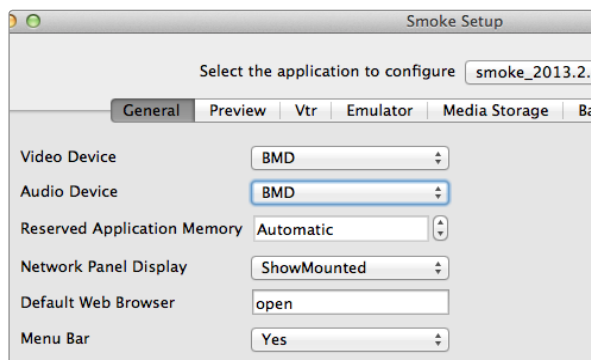 Smoke Setup
Select the application to configure smoke_2013.2.
General Preview Vtr Emulator Media Storage Ba
Video Device BMD
Audio Device BMD
Reserved Application Memory Automatic
Network Panel Display ShowMounted
Default Web Browser open
Menu Bar Yes